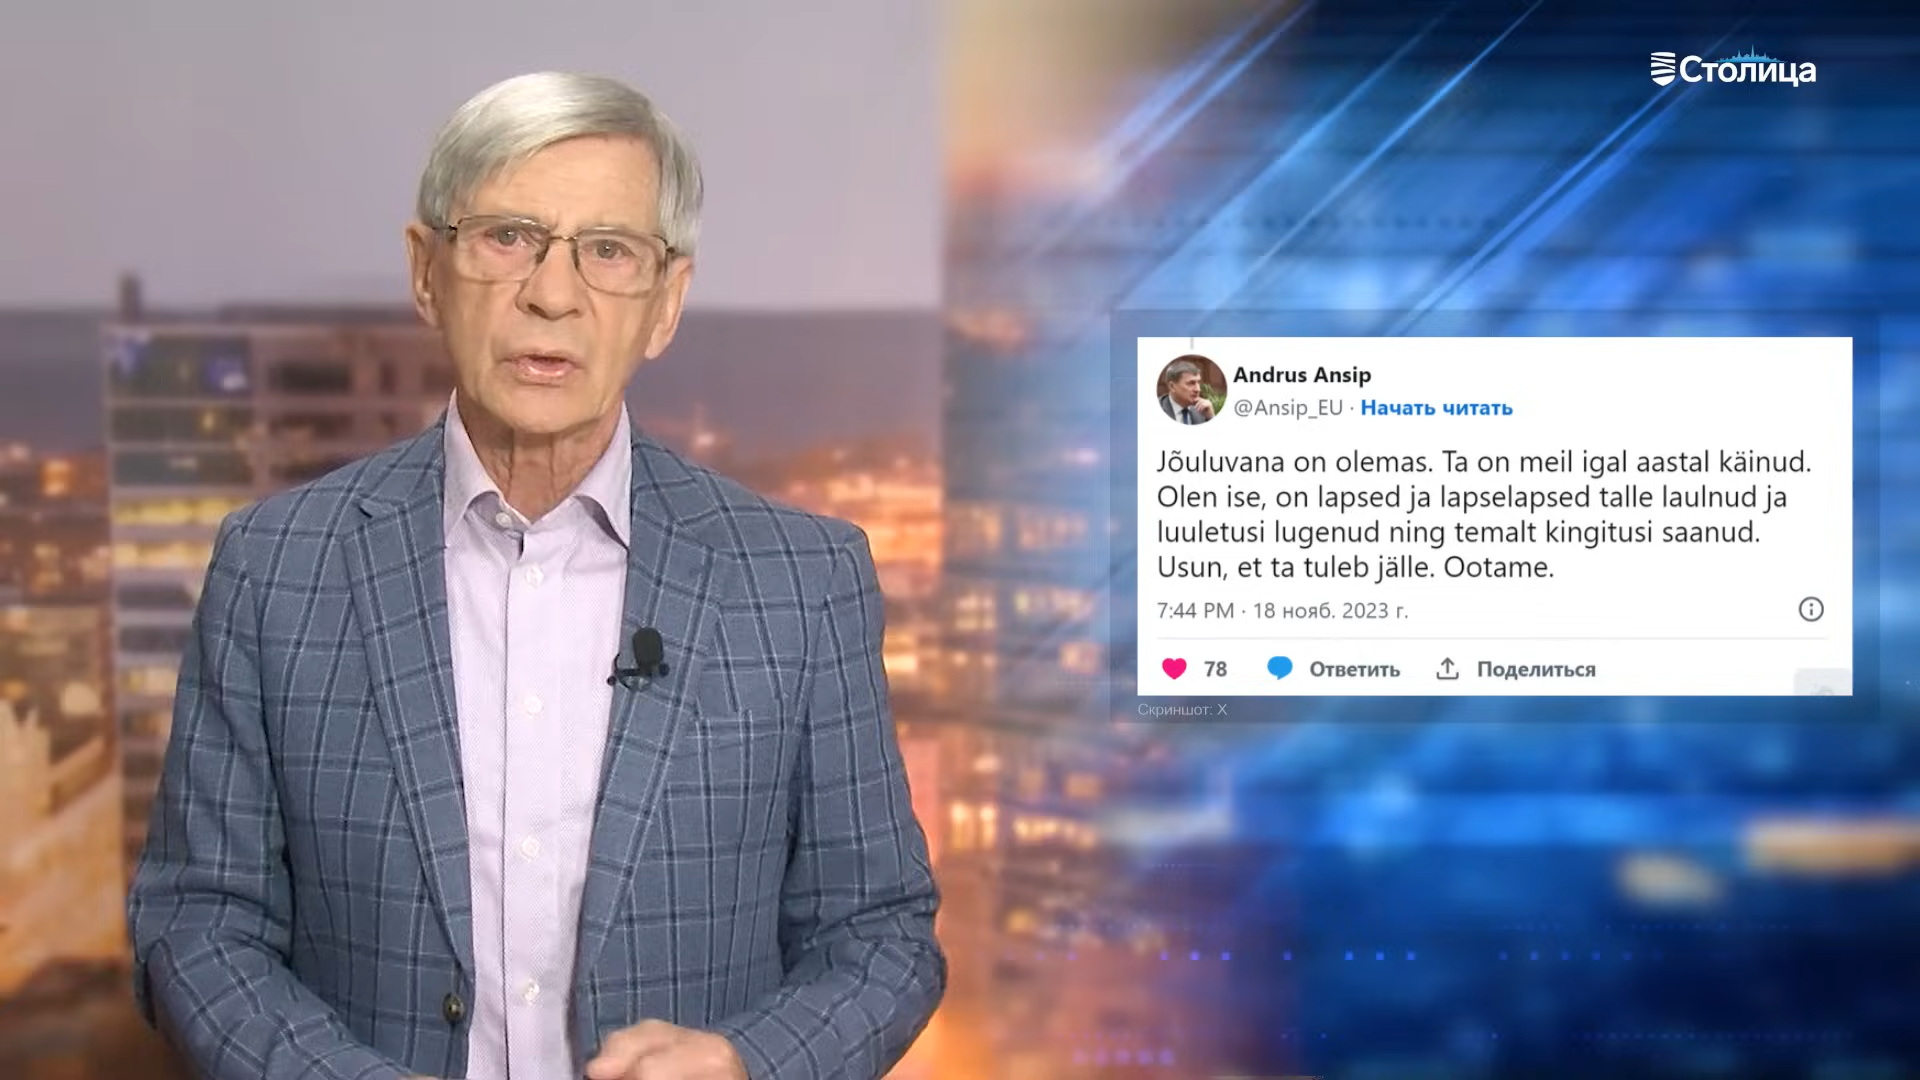 Столица
Andrus Ansip
@Ansip_EU · Начать читать
Jõuluvana on olemas. Ta on meil igal aastal käinud.
Olen ise, on lapsed ja lapselapsed talle laulnud ja
luuletusi lugenud ning temalt kingitusi saanud.
Usun, et ta tuleb jälle. Ootame.
7:44 PM · 18 нояб. 2023 г.
78 Ответить Поделиться
Скриншот: X